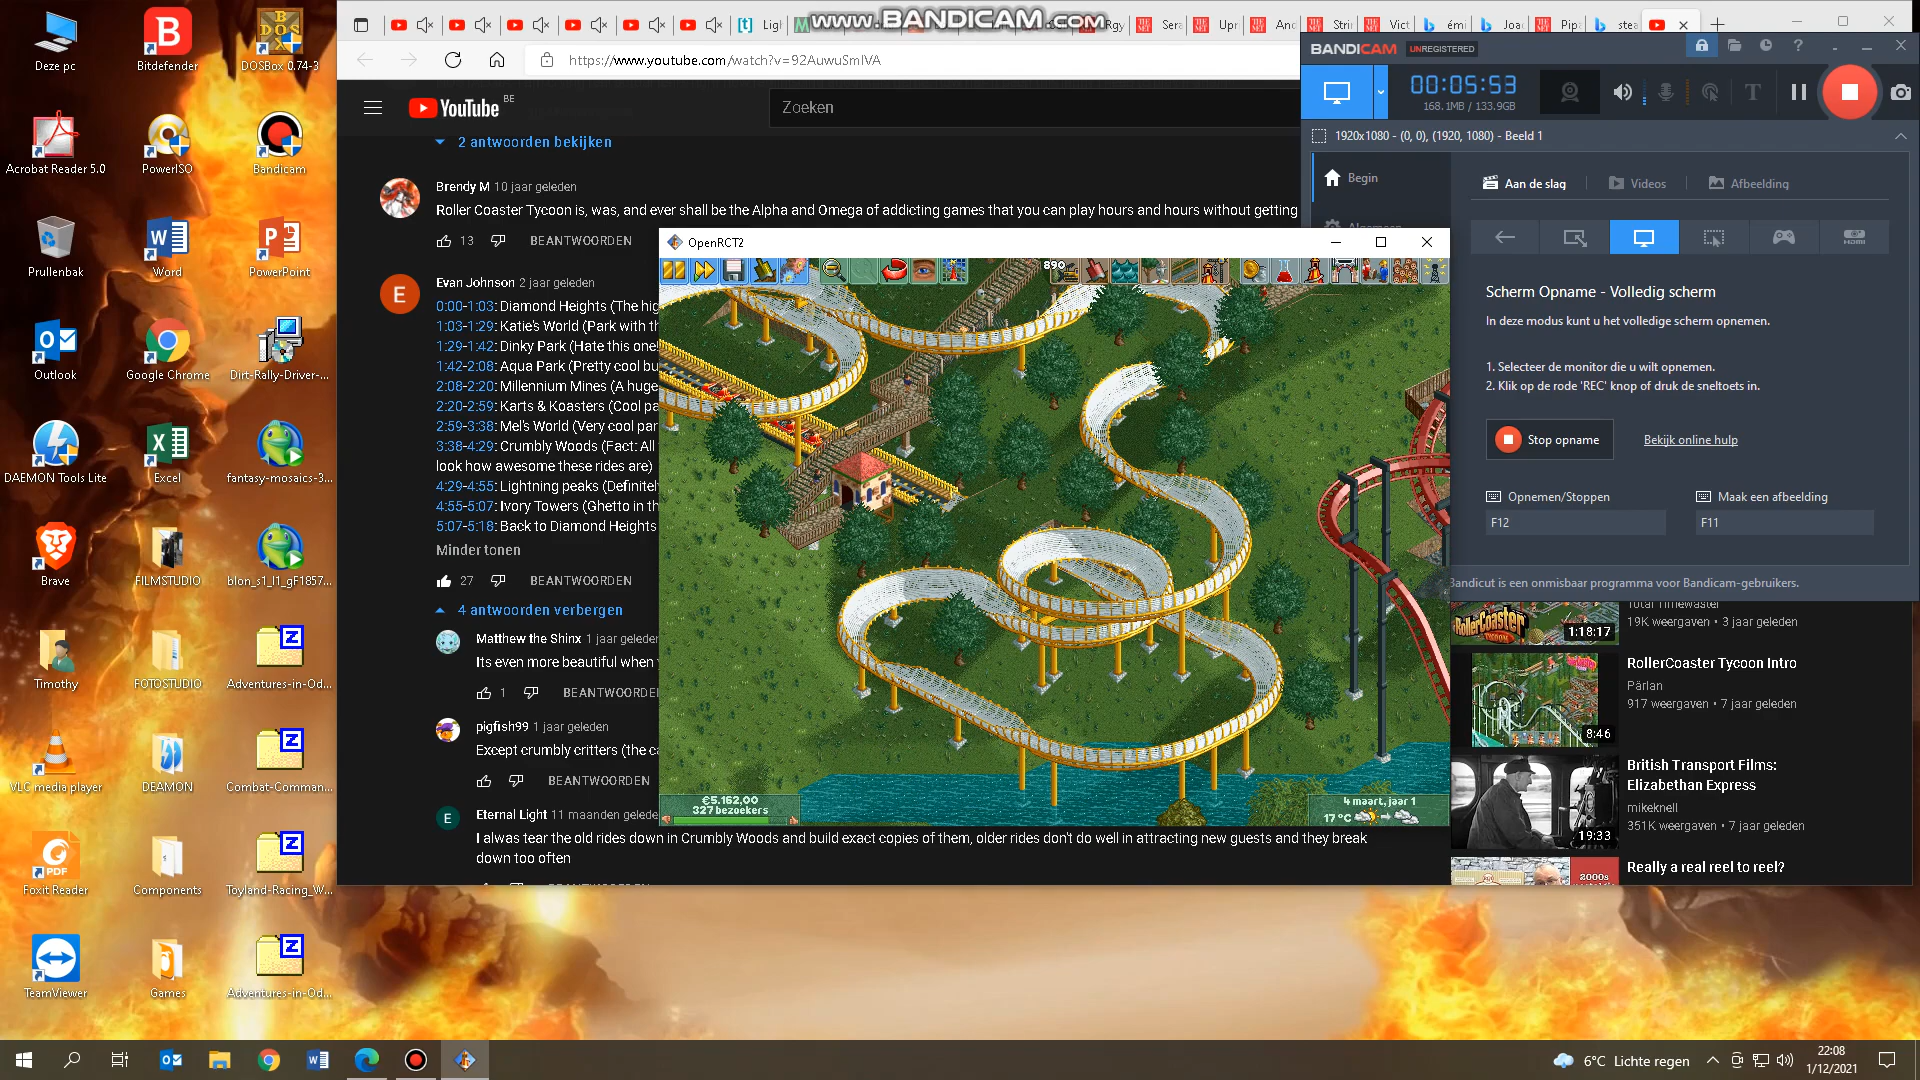 Deze pc
Bitdefender
DOSBox 0.74-3
Acrobat Reader 5.0
PowerISO
Bandicam
Prullenbak
Word
PowerPoint
Outlook
Google Chrome
Dirt-Rally-Driver-...
DAEMON Tools Lite
Excel
fantasy-mosaics-3...
Brave
FILMSTUDIO
blon_s1_l1_gF1857...
Timothy
FOTOSTUDIO
Adventures-in-Od...
VLC media player
DEAMON
Combat-Comman...
Foxit Reader
Components
Toyland-Racing_W...
TeamViewer
Games
Adventures-in-Od...
www.BANDICAM.com
https://www.youtube.com/watch?v=92AuwuSmIVA
YouTube BE
Zoeken
2 antwoorden bekijken
Brendy M 10 jaar geleden
Roller Coaster Tycoon is, was, and ever shall be the Alpha and Omega of addicting games that you can play hours and hours without getting
13 BEANTWOORDEN
Evan Johnson 2 jaar geleden
0:00-1:03: Diamond Heights (The hig
1:03-1:29: Katie's World (Park with th
1:29-1:42: Dinky Park (Hate this one!
1:42-2:08: Aqua Park (Pretty cool bu
2:08-2:20: Millennium Mines (A huge
2:20-2:59: Karts & Koasters (Cool pa
2:59-3:38: Mel's World (Very cool par
3:38-4:29: Crumbly Woods (Fact: All
look how awesome these rides are)
4:29-4:55: Lightning peaks (Definitel
4:55-5:07: Ivory Towers (Ghetto in th
5:07-5:18: Back to Diamond Heights
Minder tonen
27 BEANTWOORDEN
4 antwoorden verbergen
Matthew the Shinx 1 jaar geleden
Its even more beautiful when
1 BEANTWOORDEN
pigfish99 1 jaar geleden
Except crumbly critters (the ca
BEANTWOORDEN
Eternal Light 11 maanden geleden
I alwas tear the old rides down in Crumbly Woods and build exact copies of them, older rides don't do well in attracting new guests and they break
down too often
OpenRCT2
890
€5.162,00
327 bezoekers
4 maart, jaar 1
17°C
BANDICAM UNREGISTERED
00:05:53
168.1MB / 133.9GB
1920x1080 - (0, 0), (1920, 1080) - Beeld 1
Begin
Aan de slag
Videos
Afbeelding
HDMI
Scherm Opname - Volledig scherm
In deze modus kunt u het volledige scherm opnemen.
1. Selecteer de monitor die u wilt opnemen.
2. Klik op de rode 'REC' knop of druk de sneltoets in.
Stop opname
Bekijk online hulp
Opnemen/Stoppen
Maak een afbeelding
F12
F11
Bandicut is een onmisbaar programma voor Bandicam-gebruikers.
Total Timewaster
19K weergaven • 3 jaar geleden
RollerCoaster
1:18:17
RollerCoaster Tycoon Intro
Pärlan
917 weergaven • 7 jaar geleden
8:46
British Transport Films:
Elizabethan Express
mikeknell
351K weergaven • 7 jaar geleden
19:33
Really a real reel to reel?
2000s
6°C Lichte regen
22:08
1/12/2021